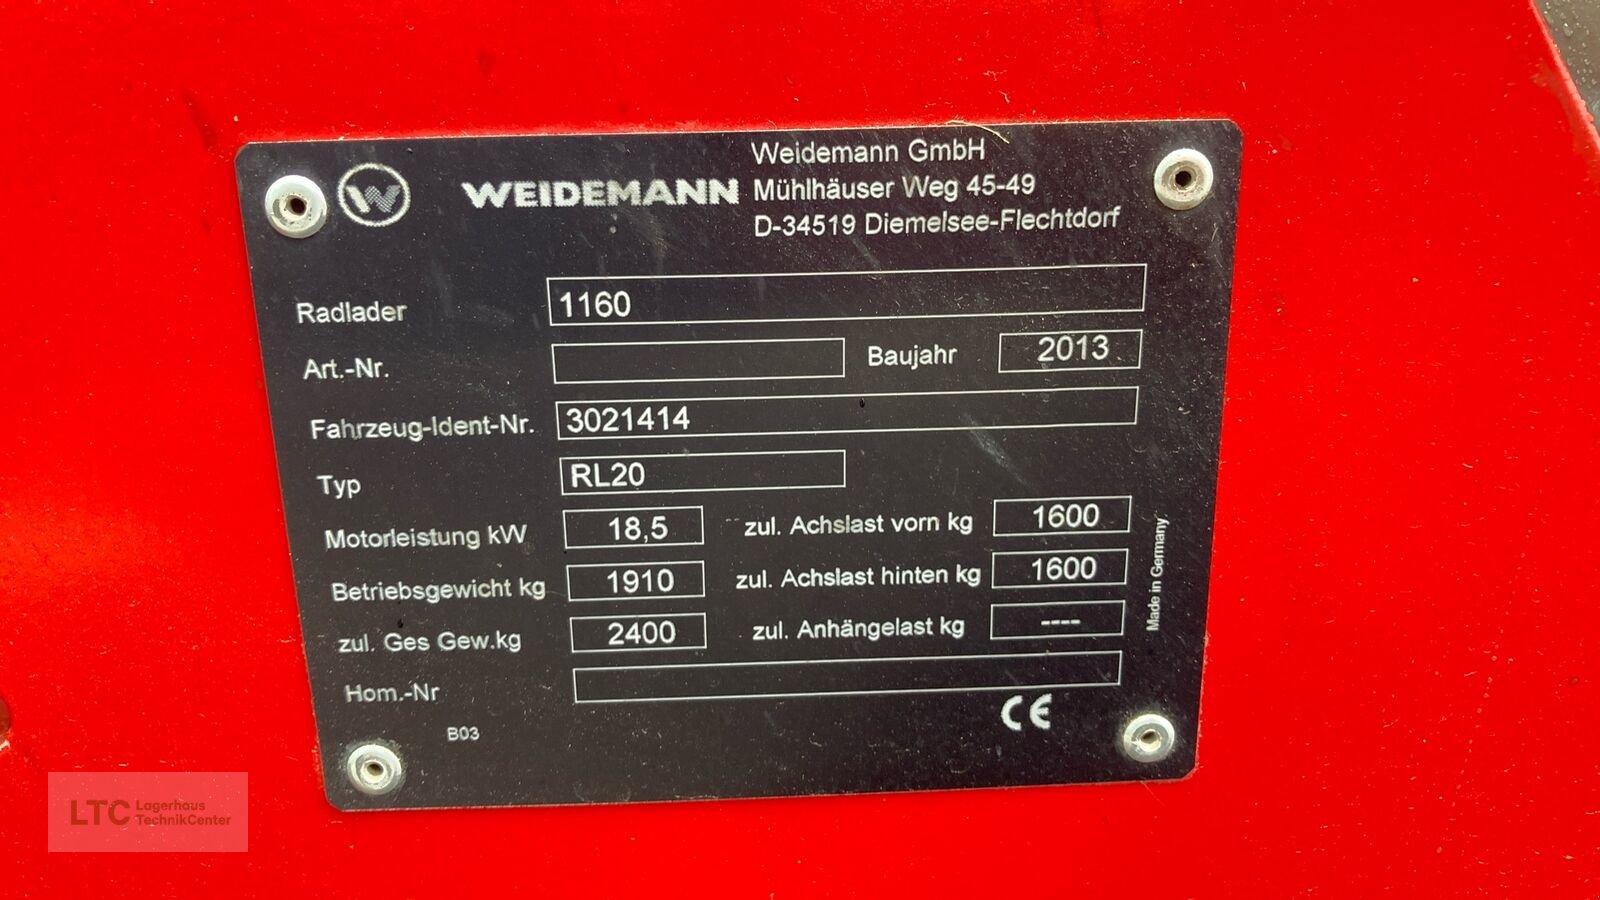 W WEIDEMANN
Weidemann GmbH
Mühlhäuser Weg 45-49
D-34519 Diemelsee-Flechtdorf
Radlader 1160
Art.-Nr. Baujahr 2013
Fahrzeug-Ident-Nr. 3021414
Typ RL20
Motorleistung kW 18,5 zul. Achslast vorn kg 1600
Betriebsgewicht kg 1910 zul. Achslast hinten kg 1600
zul. Ges Gew.kg 2400 zul. Anhängelast kg ----
Hom.-Nr
B03
CE
Made in Germany
LTC Lagerhaus
TechnikCenter